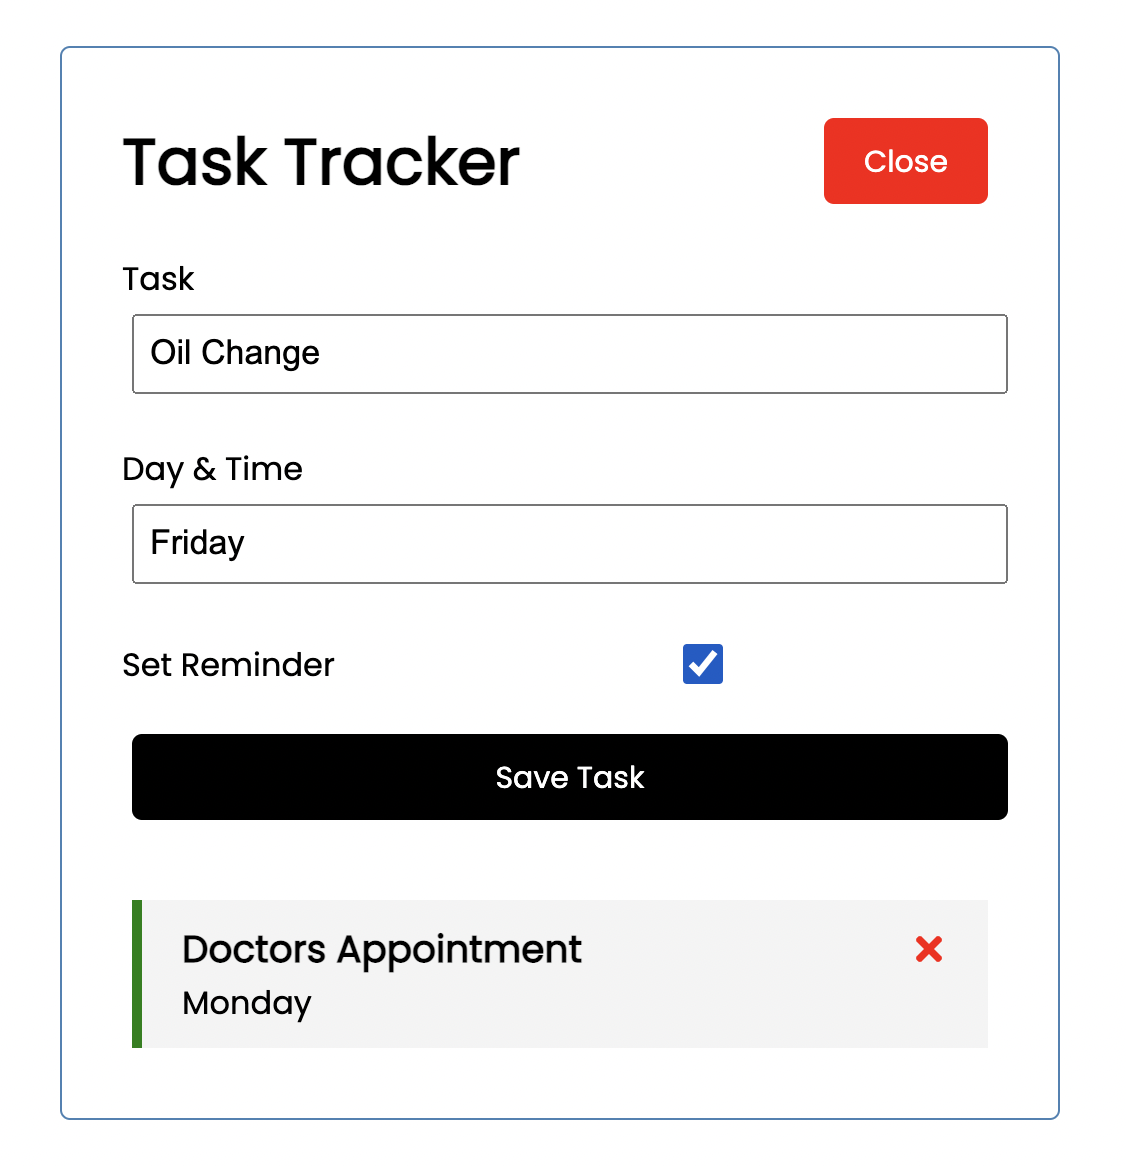 Task Tracker
Close
Task
Oil Change
Day & Time
Friday
Set Reminder
Save Task
Doctors Appointment
Monday